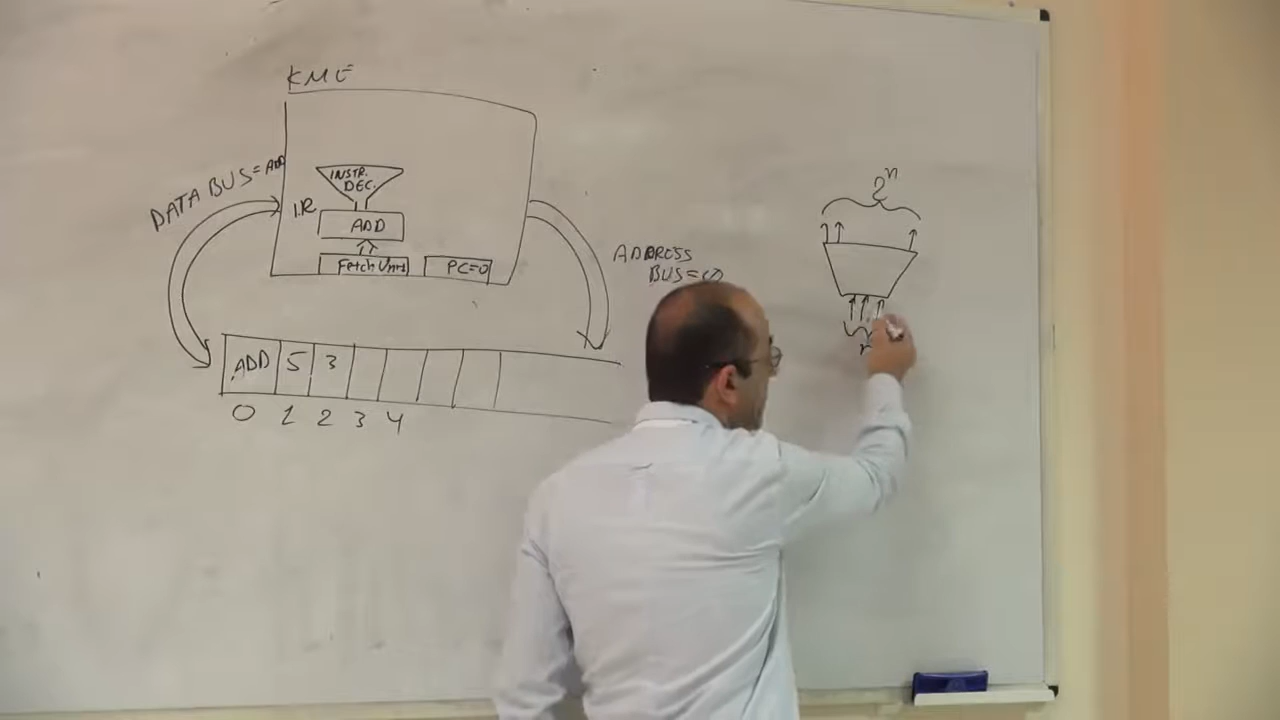 KME
DATA BUS=ADD
INSTR.
DEC.
I.R
ADD
Fetch Unit
PC=0
ADDRESS
BUS=0
ADD 5 3
0 1 2 3 4
2^n
n